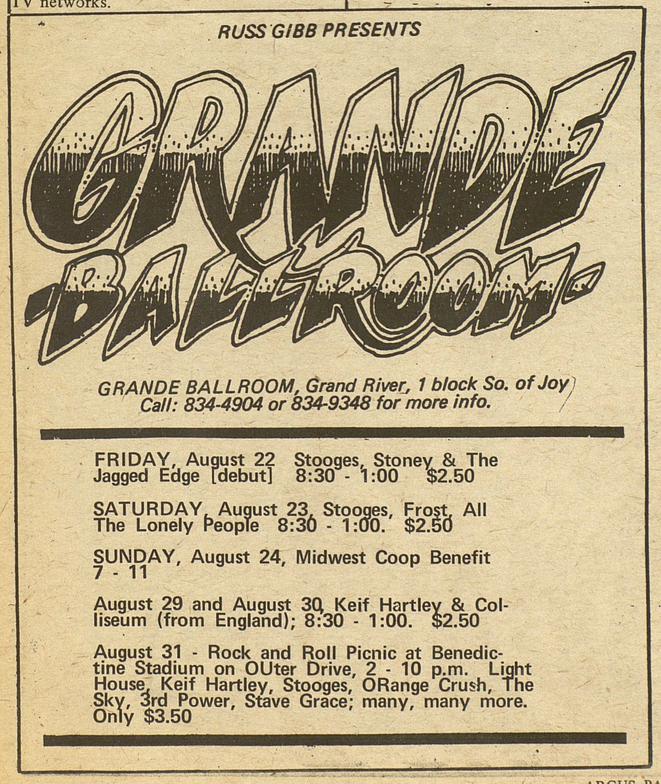 TV networks.
RUSS GIBB PRESENTS
GRANDE
-BALLROOM-
GRANDE BALLROOM, Grand River, 1 block So. of Joy
Call: 834-4904 or 834-9348 for more info.
FRIDAY, August 22 Stooges, Stoney & The
Jagged Edge [debut] 8:30 - 1:00 $2.50
SATURDAY, August 23, Stooges, Frost, All
The Lonely People 8:30 - 1:00. $2.50
SUNDAY, August 24, Midwest Coop Benefit
7 - 11
August 29 and August 30, Keif Hartley & Col-
liseum (from England); 8:30 - 1:00. $2.50
August 31 - Rock and Roll Picnic at Benedic-
tine Stadium on OUter Drive, 2 - 10 p.m. Light
House, Keif Hartley, Stooges, ORange Crush, The
Sky, 3rd Power, Stave Grace; many, many more.
Only $3.50
ARGUS